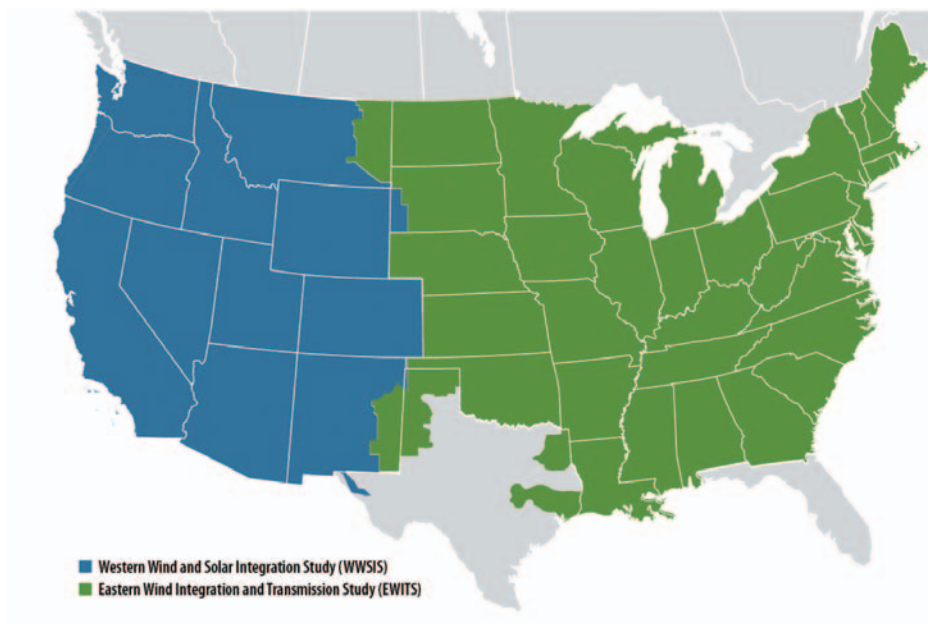 Western Wind and Solar Integration Study (WWSIS)
Eastern Wind Integration and Transmission Study (EWITS)